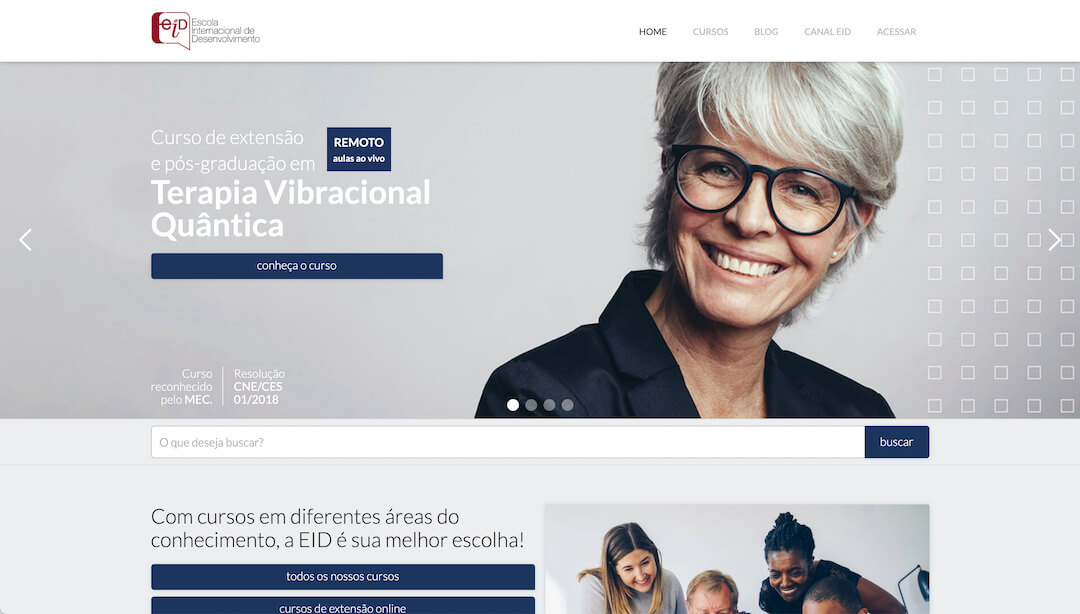 eiD
Escola
Internacional de
Desenvolvimento
HOME
CURSOS
BLOG
CANAL EID
ACESSAR
Curso de extensão
e pós-graduação em
REMOTO
aulas ao vivo
Terapia Vibracional
Quântica
conheça o curso
Curso
reconhecido
pelo MEC.
Resolução
CNE/CES
01/2018
O que deseja buscar?
buscar
Com cursos em diferentes áreas do
conhecimento, a EID é sua melhor escolha!
todos os nossos cursos
cursos de extensão online